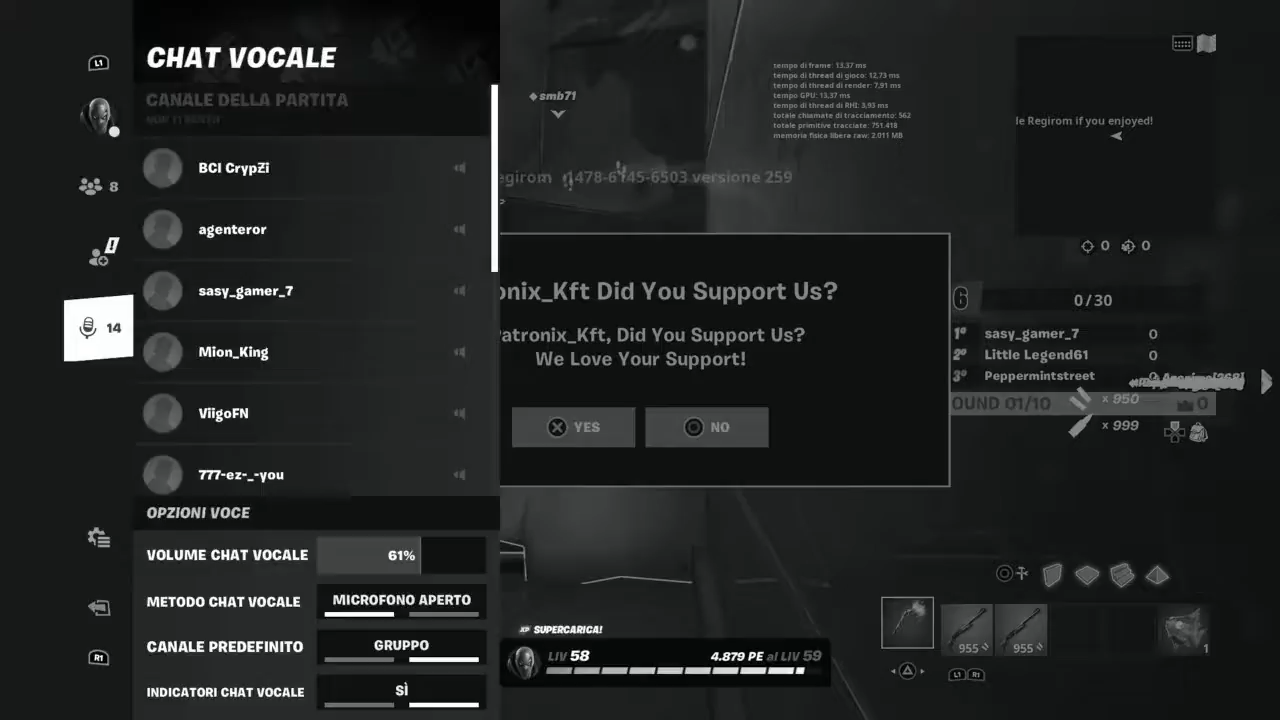 CHAT VOCALE
CANALE DELLA PARTITA
L1
BCI CrypZi
8
agenteror
sasy_gamer_7
14
Mion_King
ViigoFN
777-ez-_-you
OPZIONI VOCE
VOLUME CHAT VOCALE 61%
METODO CHAT VOCALE MICROFONO APERTO
CANALE PREDEFINITO GRUPPO
R1
INDICATORI CHAT VOCALE SÌ
smb71
tempo di frame: 13,37 ms
tempo di thread di gioco: 12,73 ms
tempo di thread di render: 7,91 ms
tempo GPU: 13,37 ms
tempo di thread di RHI: 3,93 ms
totale chiamate di tracciamento: 562
totale primitive tracciate: 751.418
memoria fisica libera raw: 2.011 MB
le Regirom if you enjoyed!
egirom 1478-6145-6503 versione 259
0 0
onix_Kft Did You Support Us?
atronix_Kft, Did You Support Us?
We Love Your Support!
YES NO
6 0/30
1° sasy_gamer_7 0
2° Little Legend61 0
3° Peppermintstreet 0
OUND 01/10
x 950
0
x 999
955 955 1
L1 R1
XP SUPERCARICA!
LIV 58 4.879 PE al LIV 59